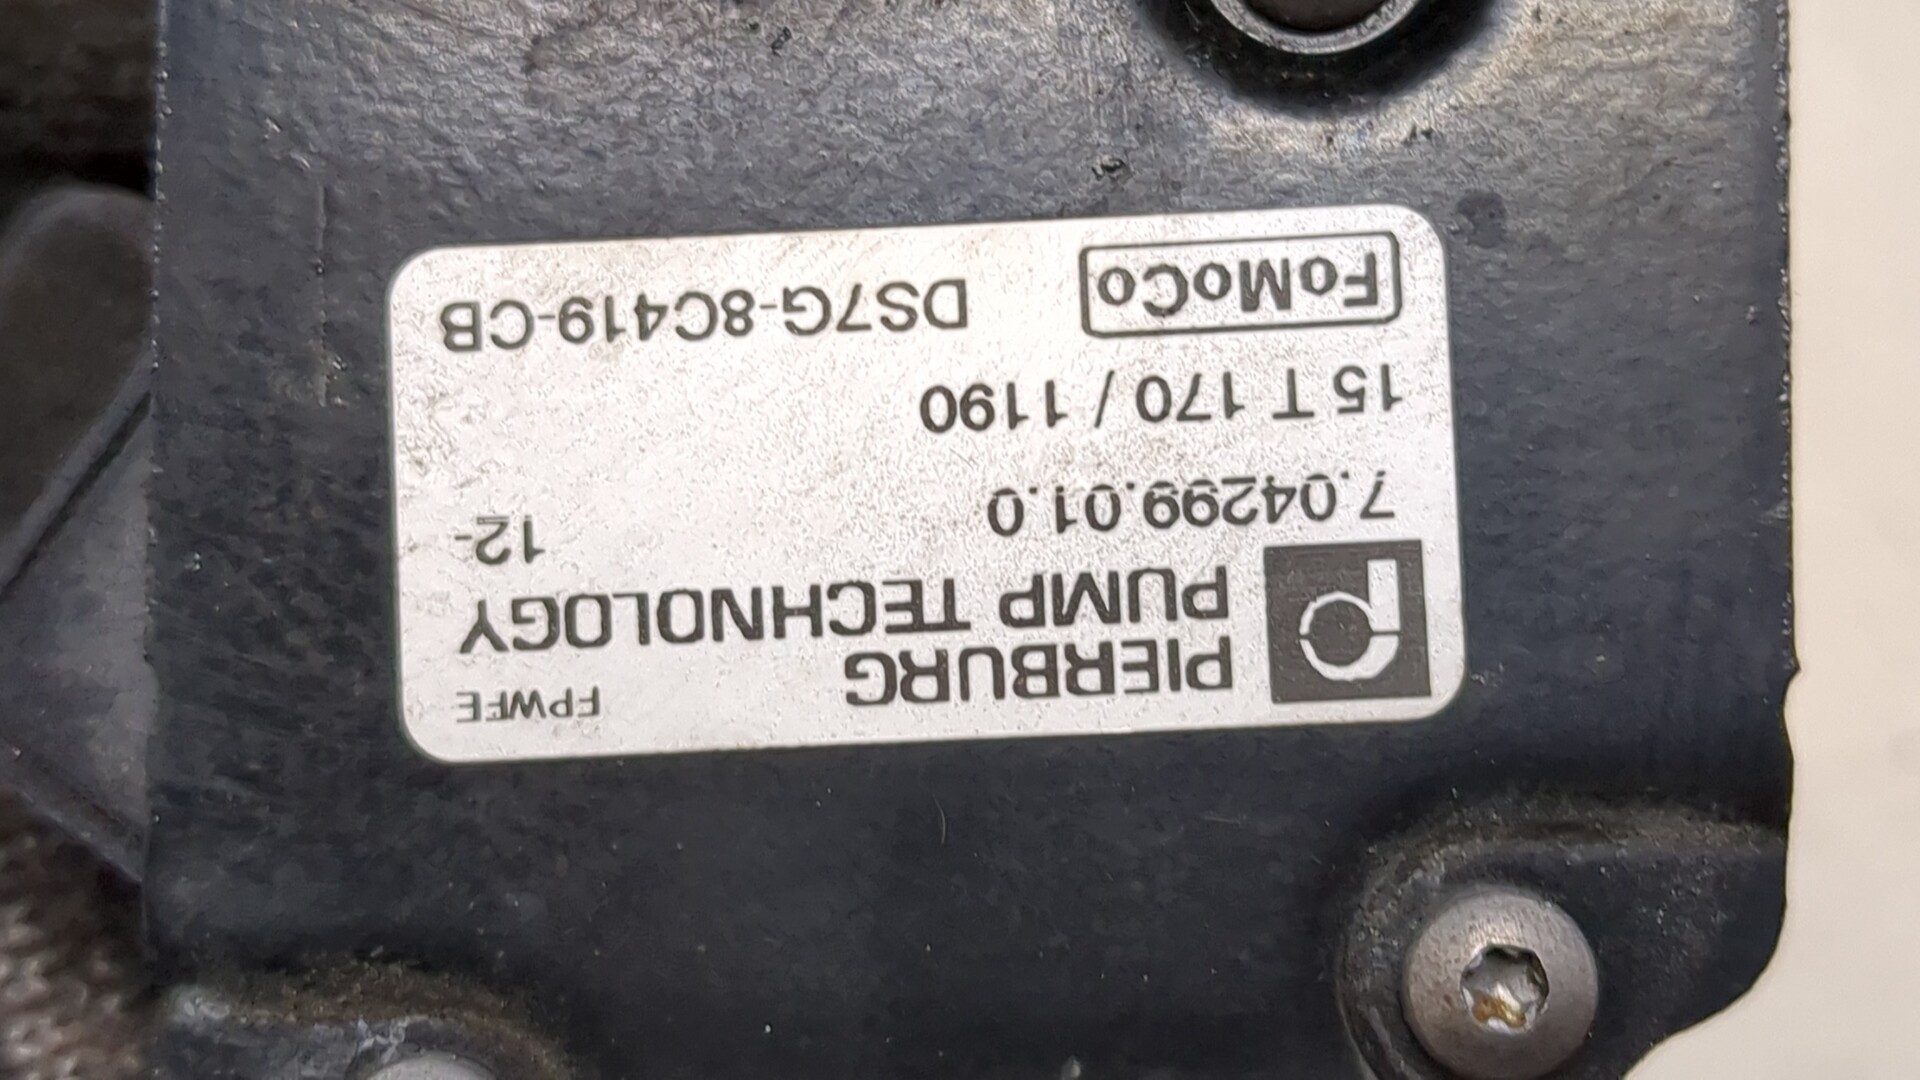 FPWFE
PIERBURG
PUMP TECHNOLOGY
7.04299.01.0 12-
15 T 170 / 1190
FoMoCo DS7G-8C419-CB